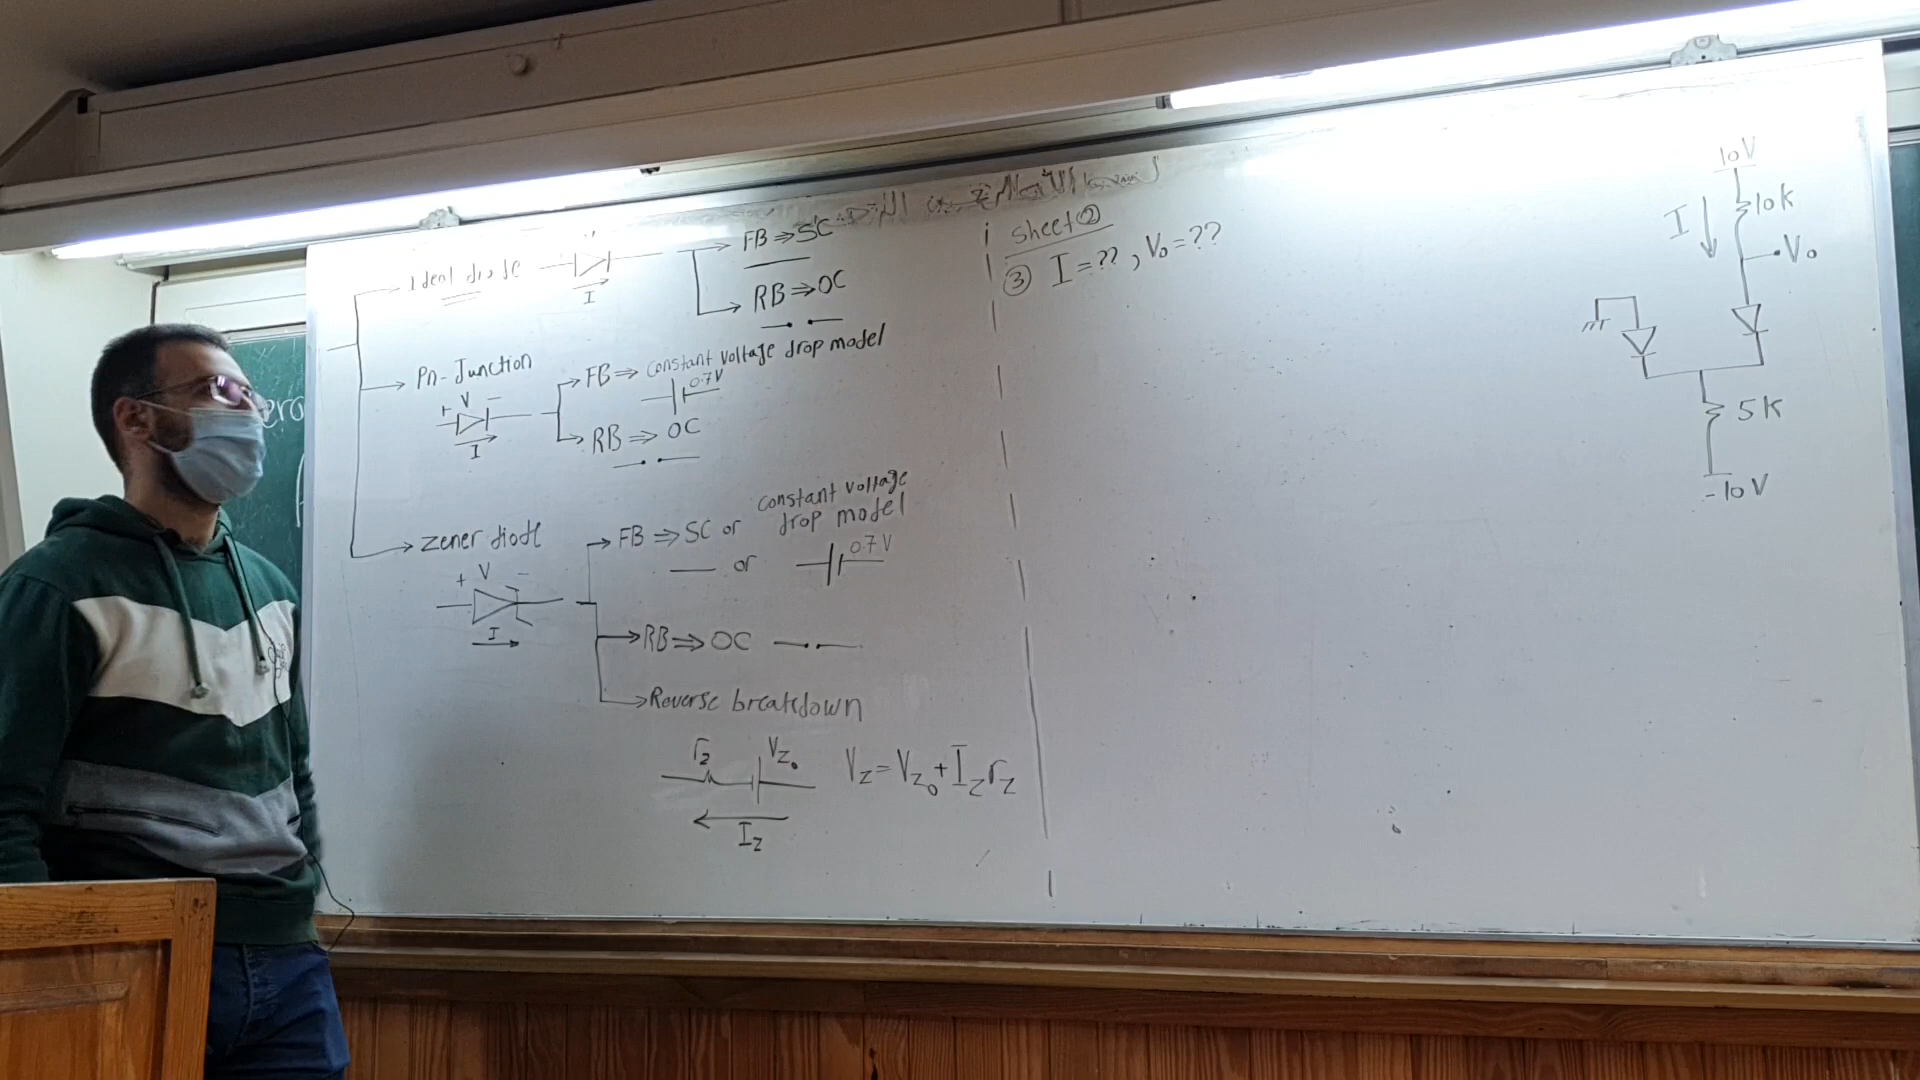 Ideal diode
I
FB ⇒ SC
RB ⇒ OC
Pn-Junction
+ V -
I
FB ⇒ constant voltage drop model
0.7V
RB ⇒ OC
zener diode
+ V -
I
FB ⇒ SC or constant voltage drop model
or
0.7V
RB ⇒ OC
Reverse breakdown
rz
Vz₀
Iz
Vz = Vz₀ + Iz rz
sheet ②
③ I = ?? , V₀ = ??
10V
I
10k
V₀
5k
-10V